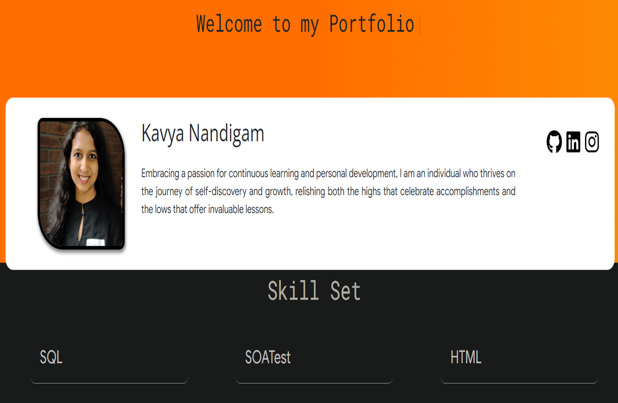 Welcome to my Portfolio
Kavya Nandigam
Embracing a passion for continuous learning and personal development, I am an individual who thrives on
the journey of self-discovery and growth, relishing both the highs that celebrate accomplishments and
the lows that offer invaluable lessons.
Skill Set
SQL
SOATest
HTML